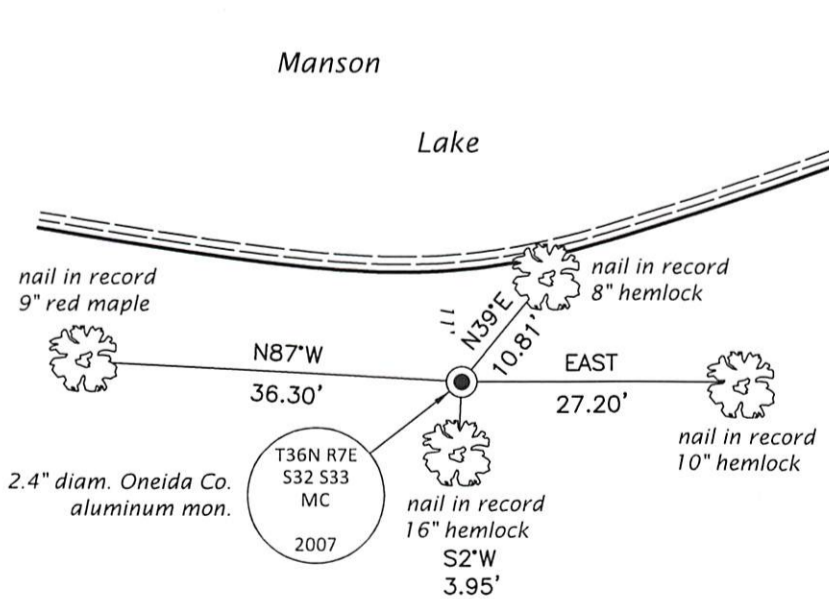 Manson
Lake
nail in record
9" red maple
nail in record
8" hemlock
N39°E
10.81'
N87°W
36.30'
EAST
27.20'
nail in record
10" hemlock
2.4" diam. Oneida Co.
aluminum mon.
T36N R7E
S32 S33
MC
2007
nail in record
16" hemlock
S2°W
3.95'